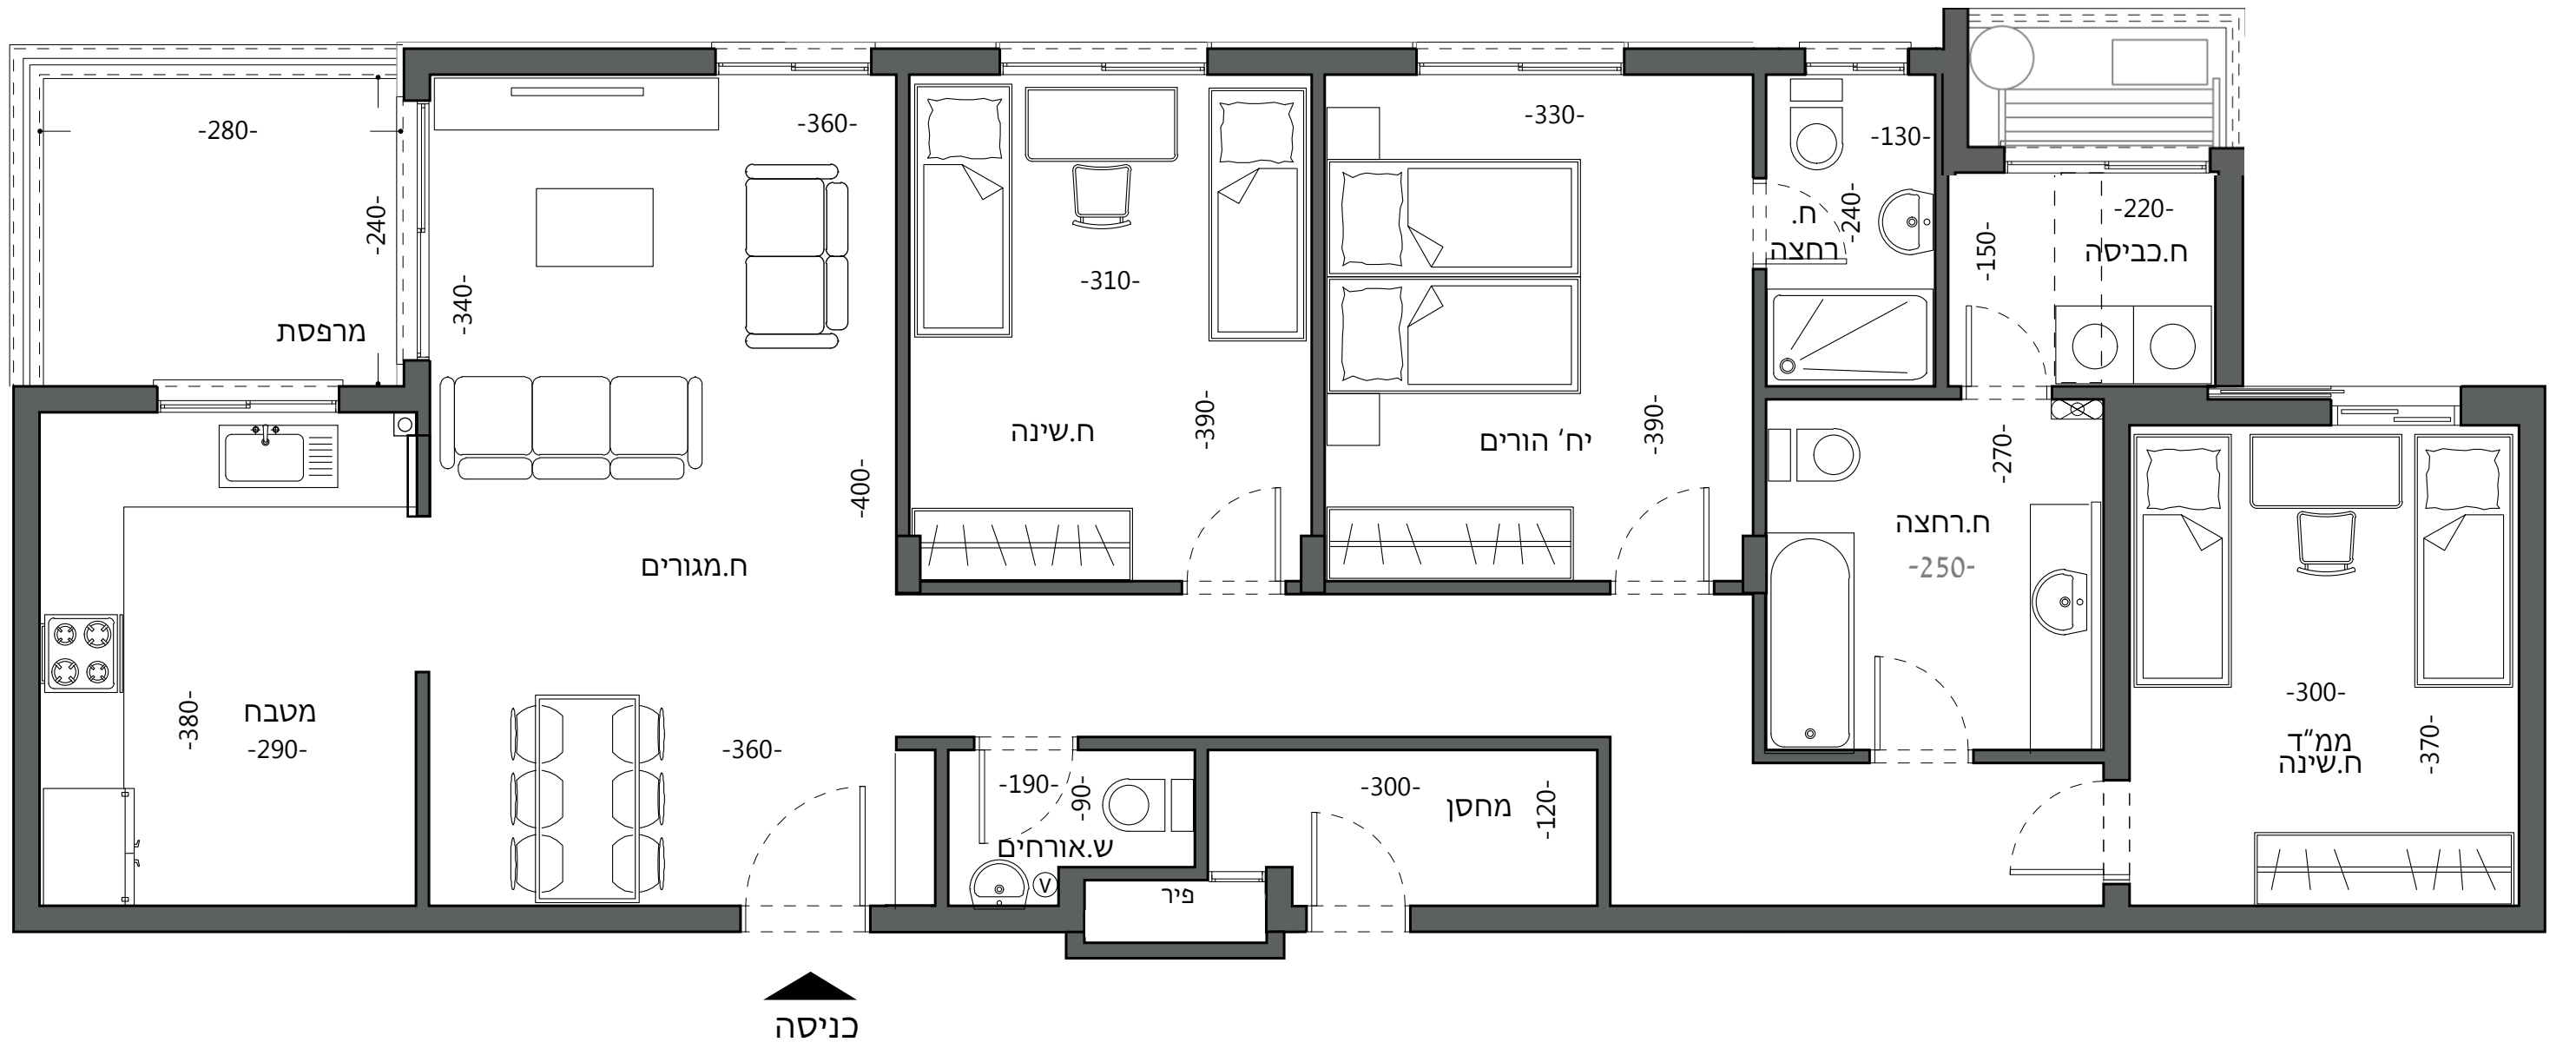 -280-
-240-
מרפסת
-360-
-340-
-400-
ח.מגורים
-360-
-380-
מטבח
-290-
-310-
-390-
ח.שינה
-330-
-390-
יח' הורים
-130-
-240-
ח.
רחצה
-220-
-150-
ח.כביסה
-270-
ח.רחצה
-250-
-300-
-370-
ממ"ד
ח.שינה
-190-
-90-
ש.אורחים
V
פיר
-300-
-120-
מחסן
כניסה